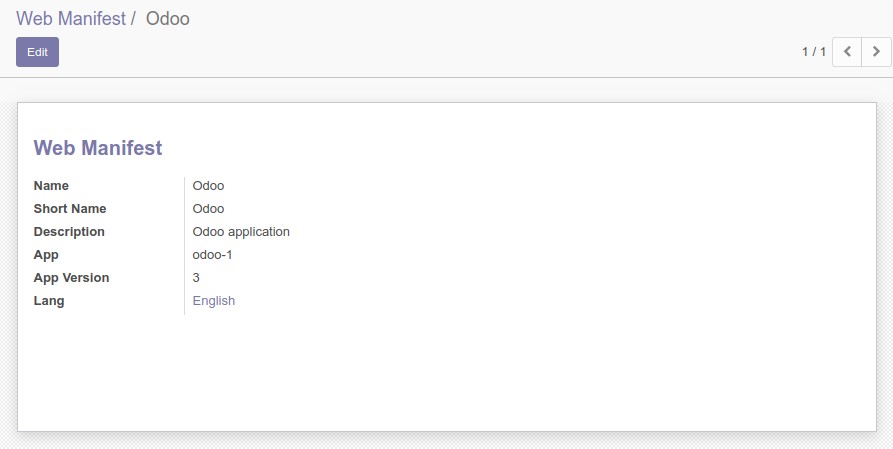 Web Manifest / Odoo
Edit
1 / 1
Web Manifest
Name Odoo
Short Name Odoo
Description Odoo application
App odoo-1
App Version 3
Lang English